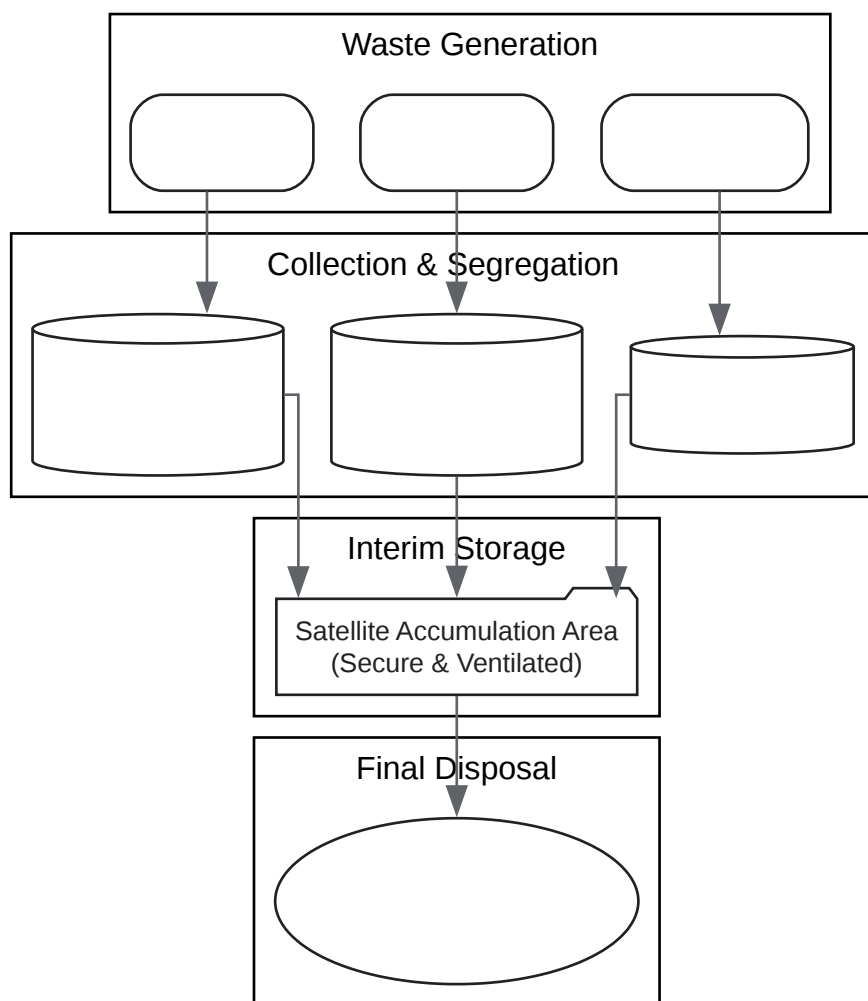 Waste Generation
Collection & Segregation
Interim Storage
Satellite Accumulation Area
(Secure & Ventilated)
Final Disposal